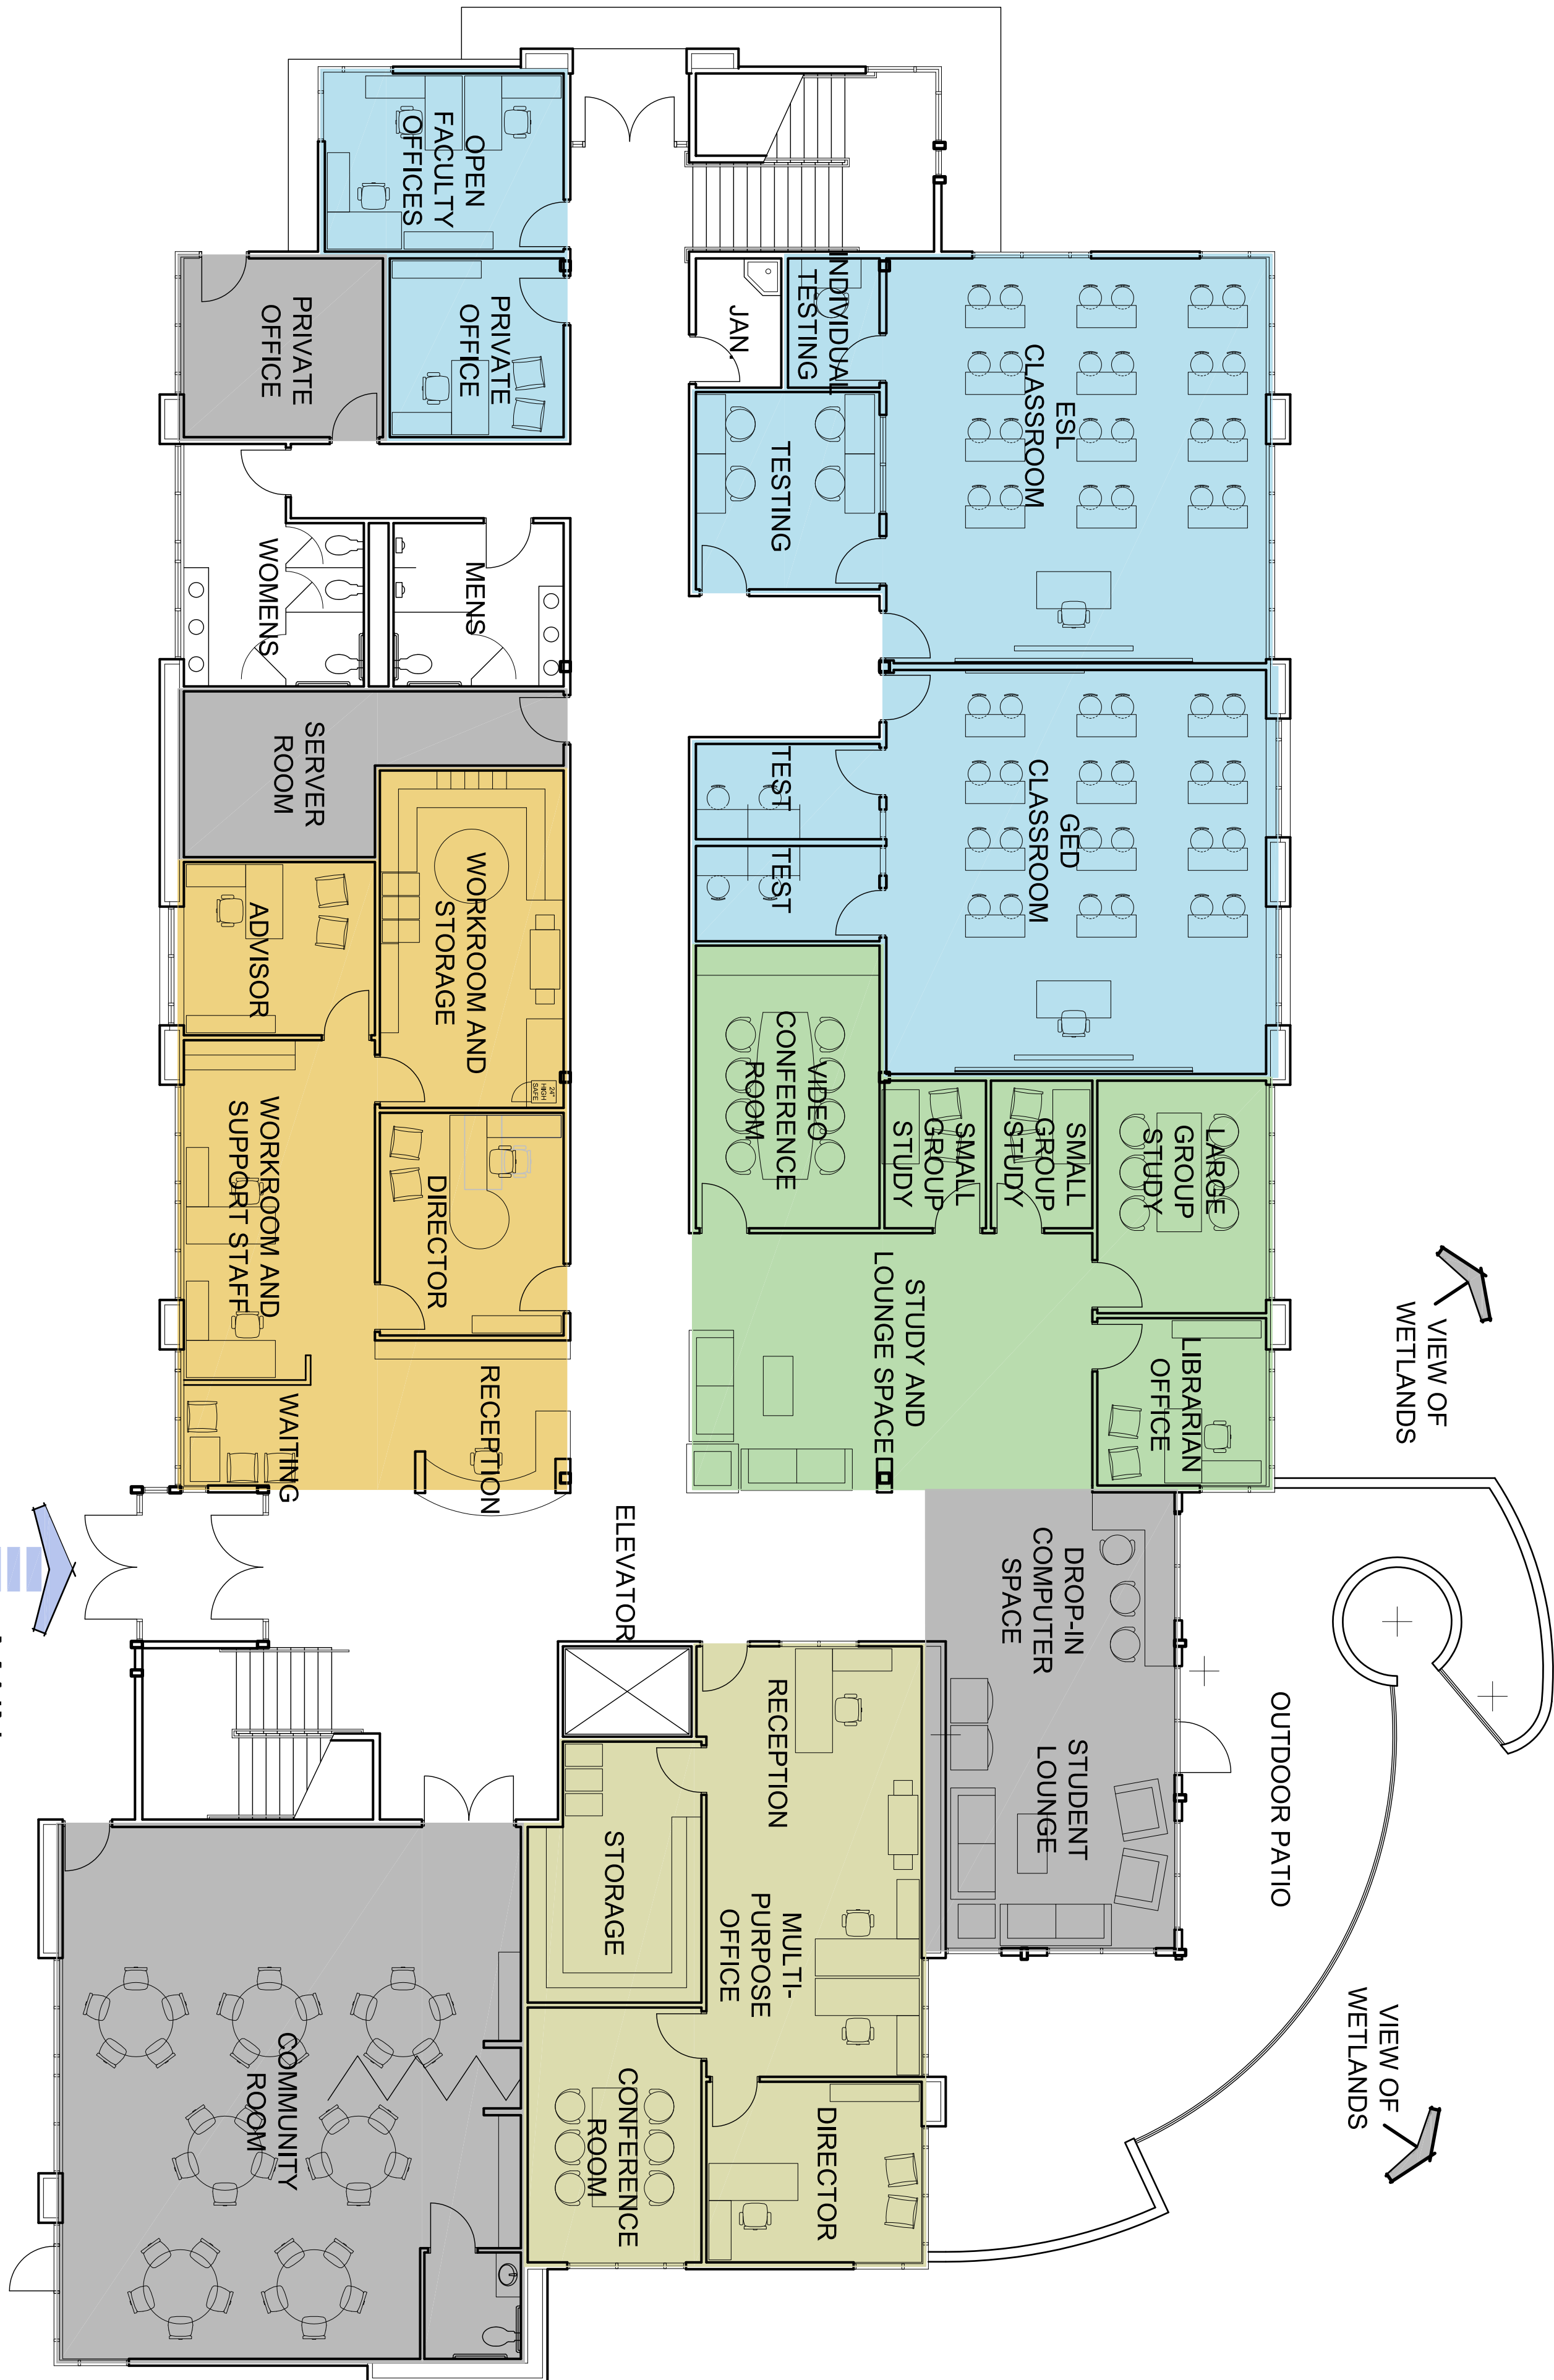 VIEW OF
WETLANDS
VIEW OF
WETLANDS
OUTDOOR PATIO
ESL
CLASSROOM
GED
CLASSROOM
LARGE
GROUP
STUDY
LIBRARIAN
OFFICE
SMALL
GROUP
STUDY
SMALL
GROUP
STUDY
DROP-IN
COMPUTER
SPACE
STUDENT
LOUNGE
INDIVIDUAL
TESTING
JAN.
TESTING
TEST
TEST
VIDEO
CONFERENCE
ROOM
STUDY AND
LOUNGE SPACE
RECEPTION
MULTI-
PURPOSE
OFFICE
DIRECTOR
ELEVATOR
STORAGE
CONFERENCE
ROOM
OPEN
FACULTY
OFFICES
PRIVATE
OFFICE
PRIVATE
OFFICE
MENS
WOMENS
SERVER
ROOM
WORKROOM AND
STORAGE
24"
HIGH
SAFE
DIRECTOR
RECEPTION
ADVISOR
WORKROOM AND
SUPPORT STAFF
WAITING
COMMUNITY
ROOM